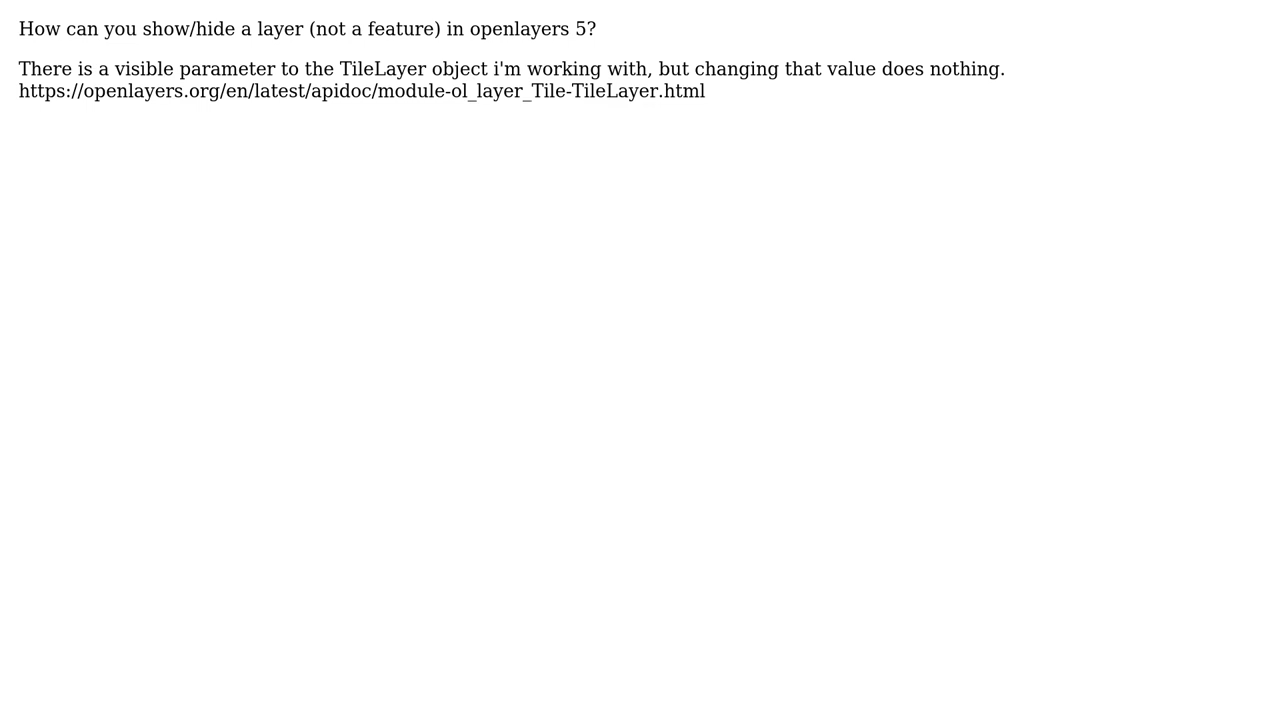 How can you show/hide a layer (not a feature) in openlayers 5?
There is a visible parameter to the TileLayer object i'm working with, but changing that value does nothing.
https://openlayers.org/en/latest/apidoc/module-ol_layer_Tile-TileLayer.html